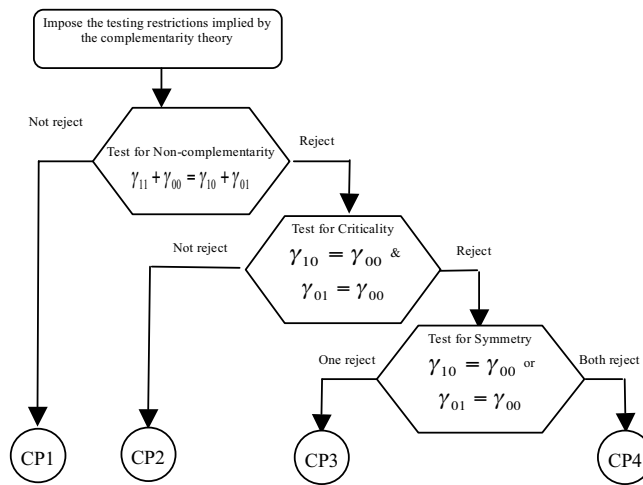 Impose the testing restrictions implied by
the complementarity theory
Not reject
Reject
Test for Non-complementarity
γ₁₁ + γ₀₀ = γ₁₀ + γ₀₁
Not reject
Reject
Test for Criticality
γ₁₀ = γ₀₀ &
γ₀₁ = γ₀₀
One reject
Both reject
Test for Symmetry
γ₁₀ = γ₀₀ or
γ₀₁ = γ₀₀
CP1
CP2
CP3
CP4